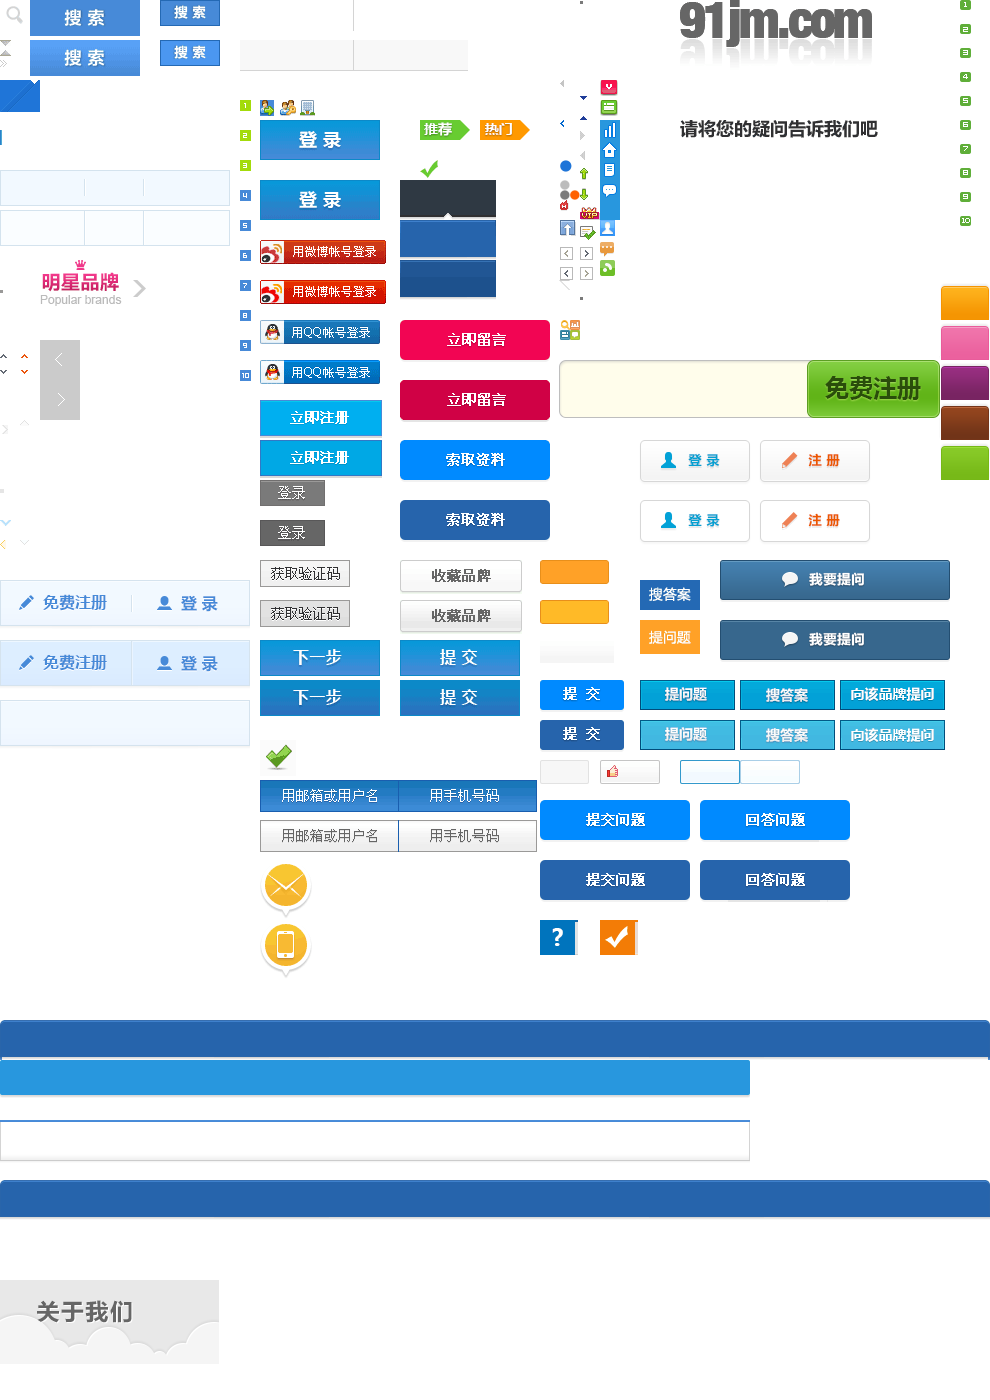 搜 索
搜 索
91jm.com
1
搜 索
搜 索
2
3
4
5
6
7
8
9
10
1
2
3
4
5
6
7
8
9
10
推荐
热门
登 录
登 录
请将您的疑问告诉我们吧
VIP
用微博帐号登录
用微博帐号登录
明星品牌
Popular brands
用QQ帐号登录
用QQ帐号登录
立即留言
立即留言
免费注册
立即注册
立即注册
索取资料
索取资料
登录
登录
登 录
注 册
登 录
注 册
获取验证码
获取验证码
收藏品牌
收藏品牌
搜答案
提问题
我要提问
我要提问
免费注册
登 录
免费注册
登 录
下一步
提 交
下一步
提 交
提 交
提问题
搜答案
向该品牌提问
提 交
提问题
搜答案
向该品牌提问
用邮箱或用户名
用手机号码
用邮箱或用户名
用手机号码
提交问题
回答问题
提交问题
回答问题
?
关于我们